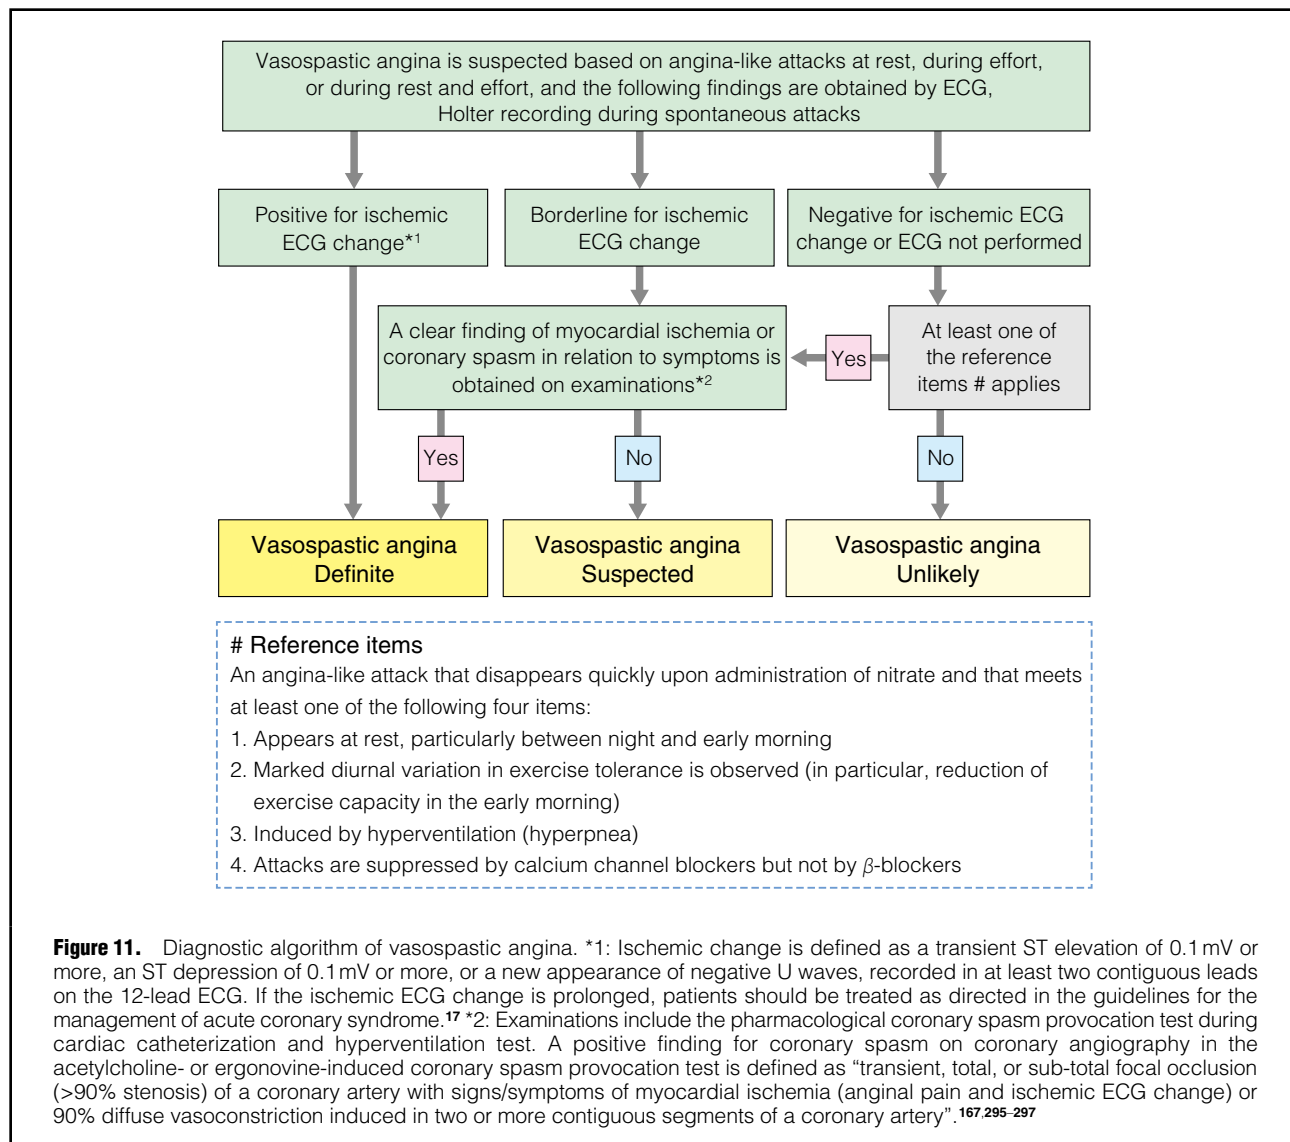 Vasospastic angina is suspected based on angina-like attacks at rest, during effort,
or during rest and effort, and the following findings are obtained by ECG,
Holter recording during spontaneous attacks
Positive for ischemic
ECG change*1
Borderline for ischemic
ECG change
Negative for ischemic ECG
change or ECG not performed
A clear finding of myocardial ischemia or
coronary spasm in relation to symptoms is
obtained on examinations*2
Yes
At least one of
the reference
items # applies
Yes
No
No
Vasospastic angina
Definite
Vasospastic angina
Suspected
Vasospastic angina
Unlikely
# Reference items
An angina-like attack that disappears quickly upon administration of nitrate and that meets
at least one of the following four items:
1. Appears at rest, particularly between night and early morning
2. Marked diurnal variation in exercise tolerance is observed (in particular, reduction of
exercise capacity in the early morning)
3. Induced by hyperventilation (hyperpnea)
4. Attacks are suppressed by calcium channel blockers but not by β-blockers
Figure 11. Diagnostic algorithm of vasospastic angina. *1: Ischemic change is defined as a transient ST elevation of 0.1 mV or
more, an ST depression of 0.1 mV or more, or a new appearance of negative U waves, recorded in at least two contiguous leads
on the 12-lead ECG. If the ischemic ECG change is prolonged, patients should be treated as directed in the guidelines for the
management of acute coronary syndrome.17 *2: Examinations include the pharmacological coronary spasm provocation test during
cardiac catheterization and hyperventilation test. A positive finding for coronary spasm on coronary angiography in the
acetylcholine- or ergonovine-induced coronary spasm provocation test is defined as “transient, total, or sub-total focal occlusion
(>90% stenosis) of a coronary artery with signs/symptoms of myocardial ischemia (anginal pain and ischemic ECG change) or
90% diffuse vasoconstriction induced in two or more contiguous segments of a coronary artery”.167,295–297